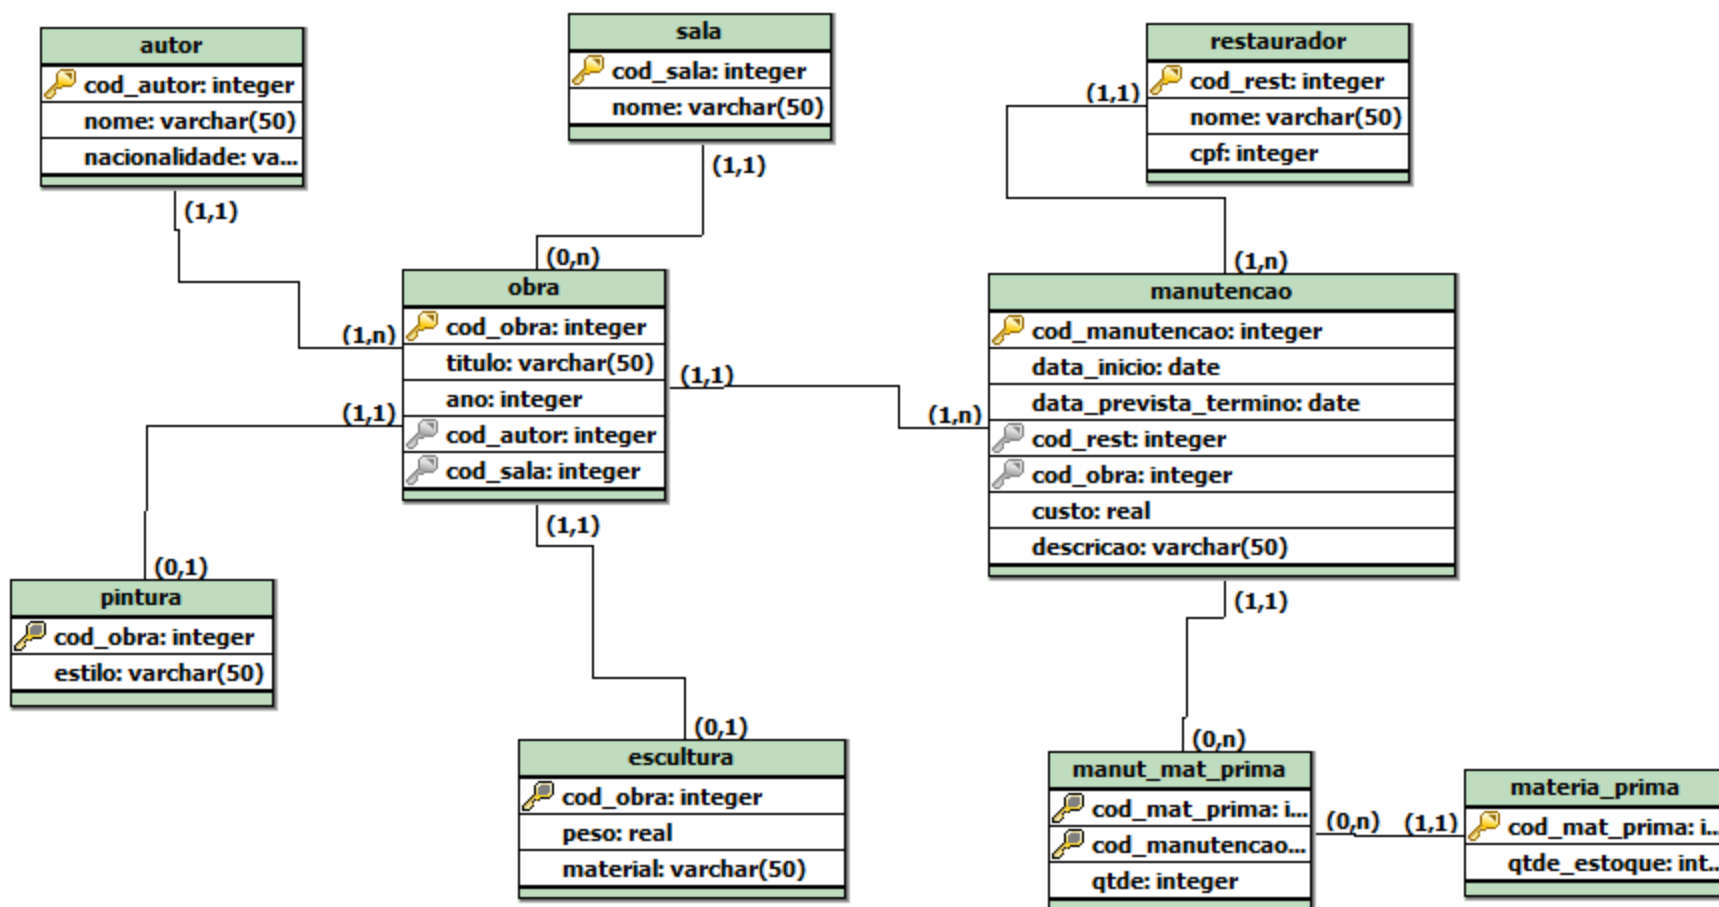 autor
cod_autor: integer
nome: varchar(50)
nacionalidade: va...
(1,1)
sala
cod_sala: integer
nome: varchar(50)
(1,1)
restaurador
cod_rest: integer
nome: varchar(50)
cpf: integer
(1,1)
(0,n)
obra
cod_obra: integer
titulo: varchar(50)
ano: integer
cod_autor: integer
cod_sala: integer
(1,n)
(1,1)
(1,1)
(1,1)
(1,n)
(1,n)
manutencao
cod_manutencao: integer
data_inicio: date
data_prevista_termino: date
cod_rest: integer
cod_obra: integer
custo: real
descricao: varchar(50)
(1,1)
(0,1)
pintura
cod_obra: integer
estilo: varchar(50)
(0,1)
escultura
cod_obra: integer
peso: real
material: varchar(50)
(0,n)
manut_mat_prima
cod_mat_prima: i...
cod_manutencao...
qtde: integer
(0,n) (1,1)
materia_prima
cod_mat_prima: i...
qtde_estoque: int...